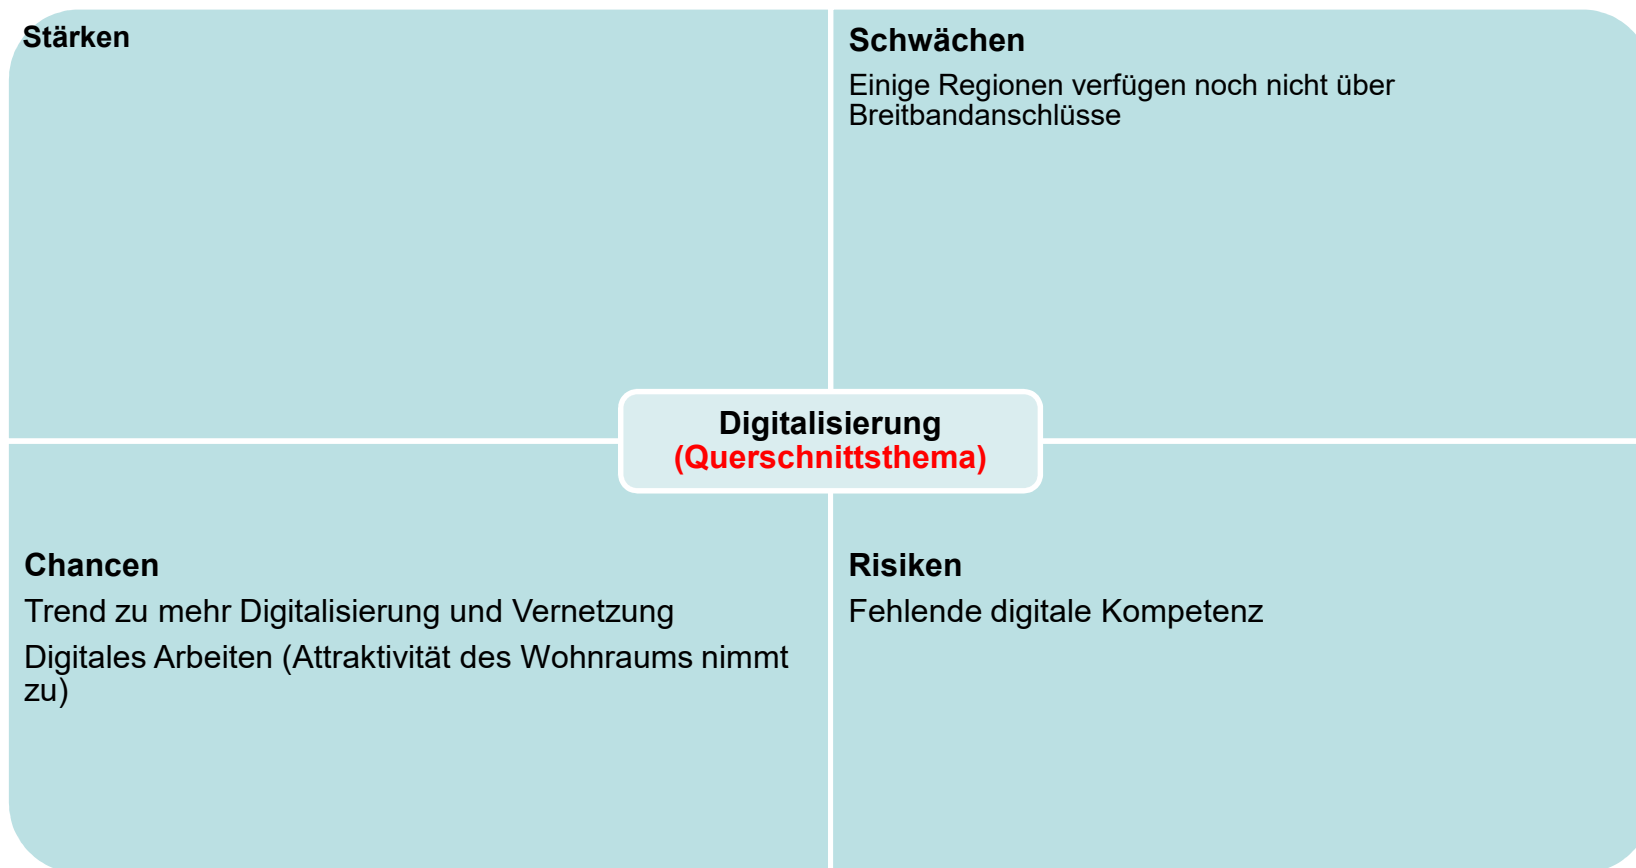 Stärken
Schwächen
Einige Regionen verfügen noch nicht über
Breitbandanschlüsse
Digitalisierung
(Querschnittsthema)
Chancen
Trend zu mehr Digitalisierung und Vernetzung
Digitales Arbeiten (Attraktivität des Wohnraums nimmt
zu)
Risiken
Fehlende digitale Kompetenz